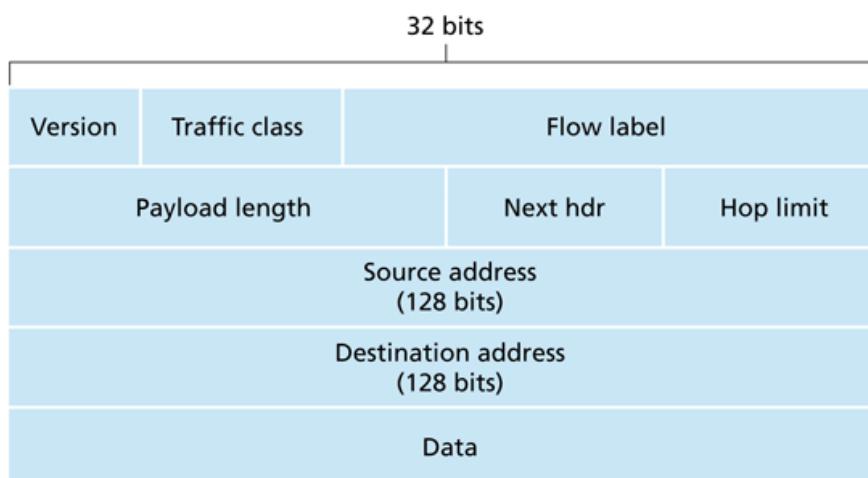 32 bits
Version Traffic class Flow label
Payload length Next hdr Hop limit
Source address
(128 bits)
Destination address
(128 bits)
Data